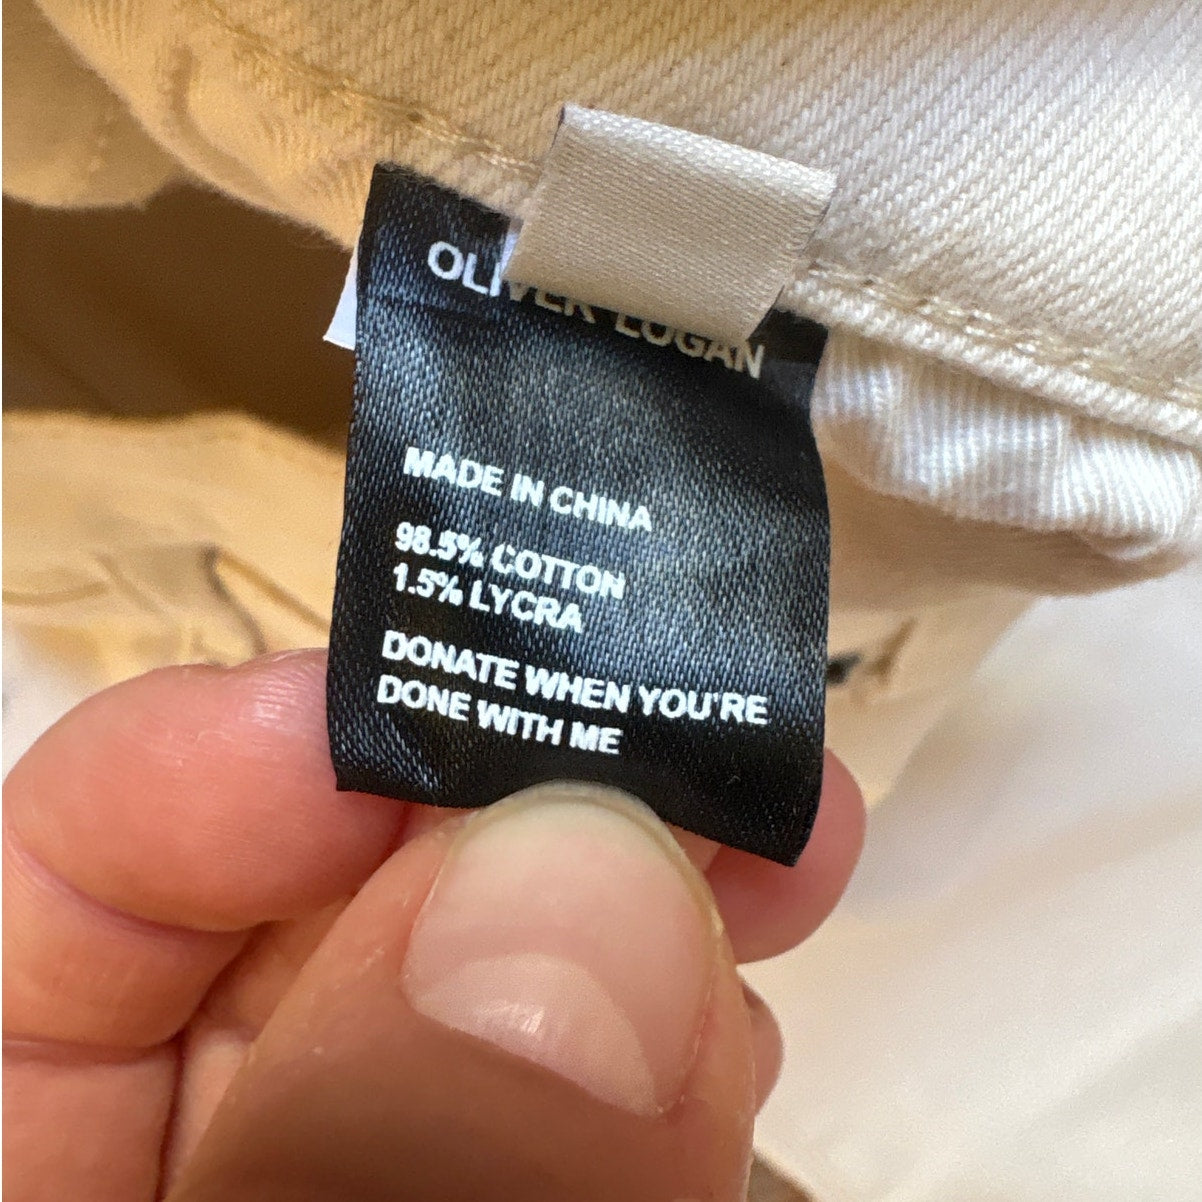 OLIVER LOGAN
MADE IN CHINA
98.5% COTTON
1.5% LYCRA
DONATE WHEN YOU'RE
DONE WITH ME